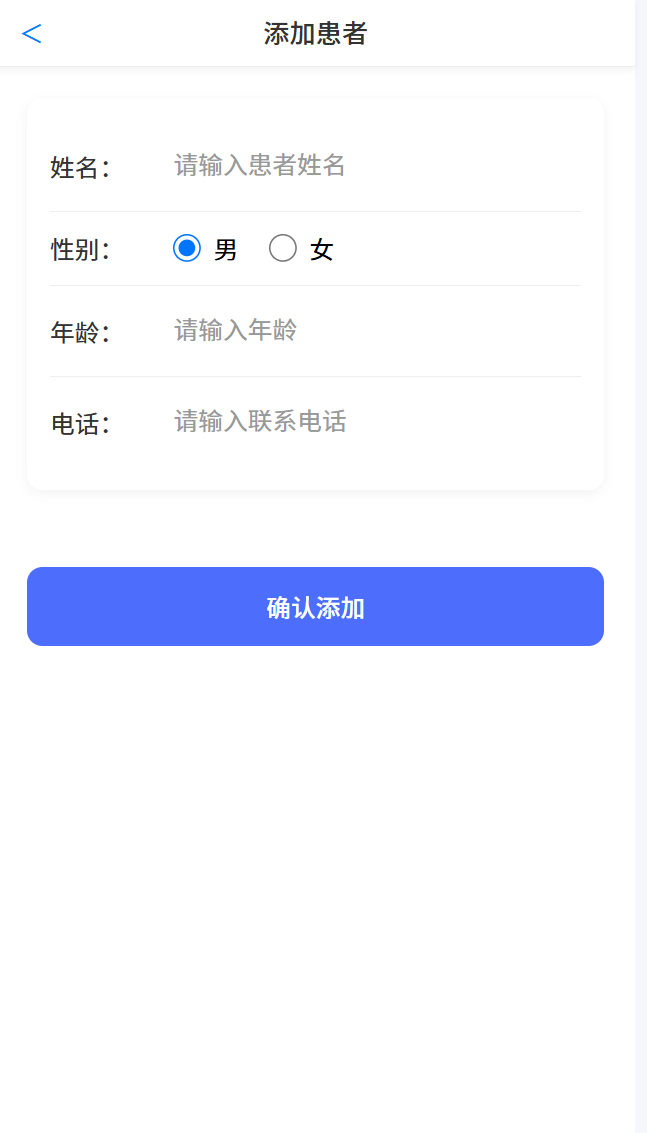 添加患者
姓名： 请输入患者姓名
性别： 男 女
年龄： 请输入年龄
电话： 请输入联系电话
确认添加